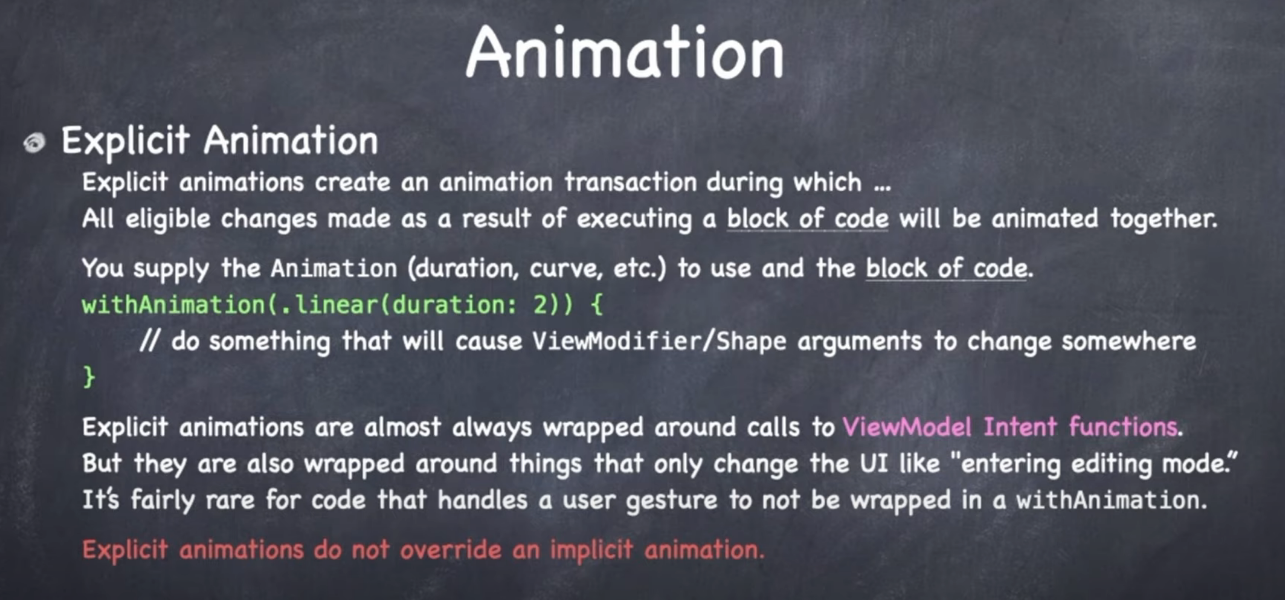 Animation
Explicit Animation
Explicit animations create an animation transaction during which ...
All eligible changes made as a result of executing a block of code will be animated together.
You supply the Animation (duration, curve, etc.) to use and the block of code.
withAnimation(.linear(duration: 2)) {
// do something that will cause ViewModifier/Shape arguments to change somewhere
}
Explicit animations are almost always wrapped around calls to ViewModel Intent functions.
But they are also wrapped around things that only change the UI like "entering editing mode.”
It’s fairly rare for code that handles a user gesture to not be wrapped in a withAnimation.
Explicit animations do not override an implicit animation.